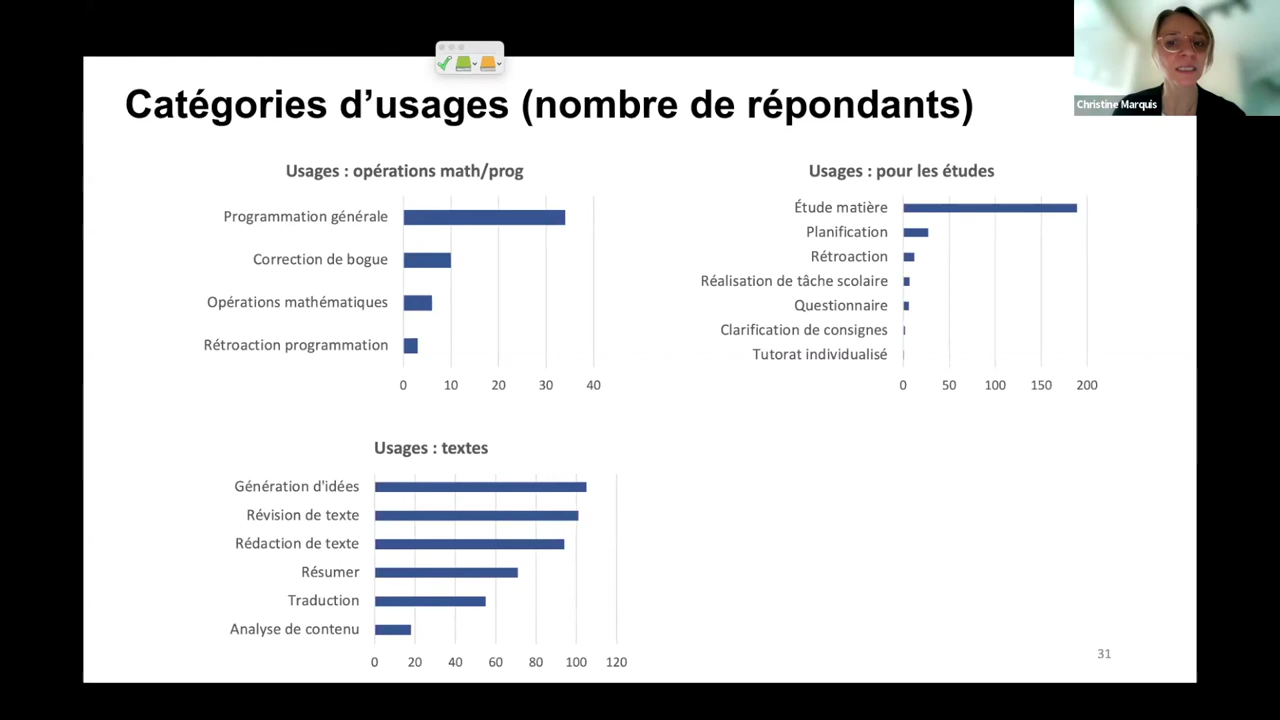 Christine Marquis
Catégories d’usages (nombre de répondants)
Usages : opérations math/prog
Programmation générale
Correction de bogue
Opérations mathématiques
Rétroaction programmation
0 10 20 30 40
Usages : pour les études
Étude matière
Planification
Rétroaction
Réalisation de tâche scolaire
Questionnaire
Clarification de consignes
Tutorat individualisé
0 50 100 150 200
Usages : textes
Génération d'idées
Révision de texte
Rédaction de texte
Résumer
Traduction
Analyse de contenu
0 20 40 60 80 100 120
31